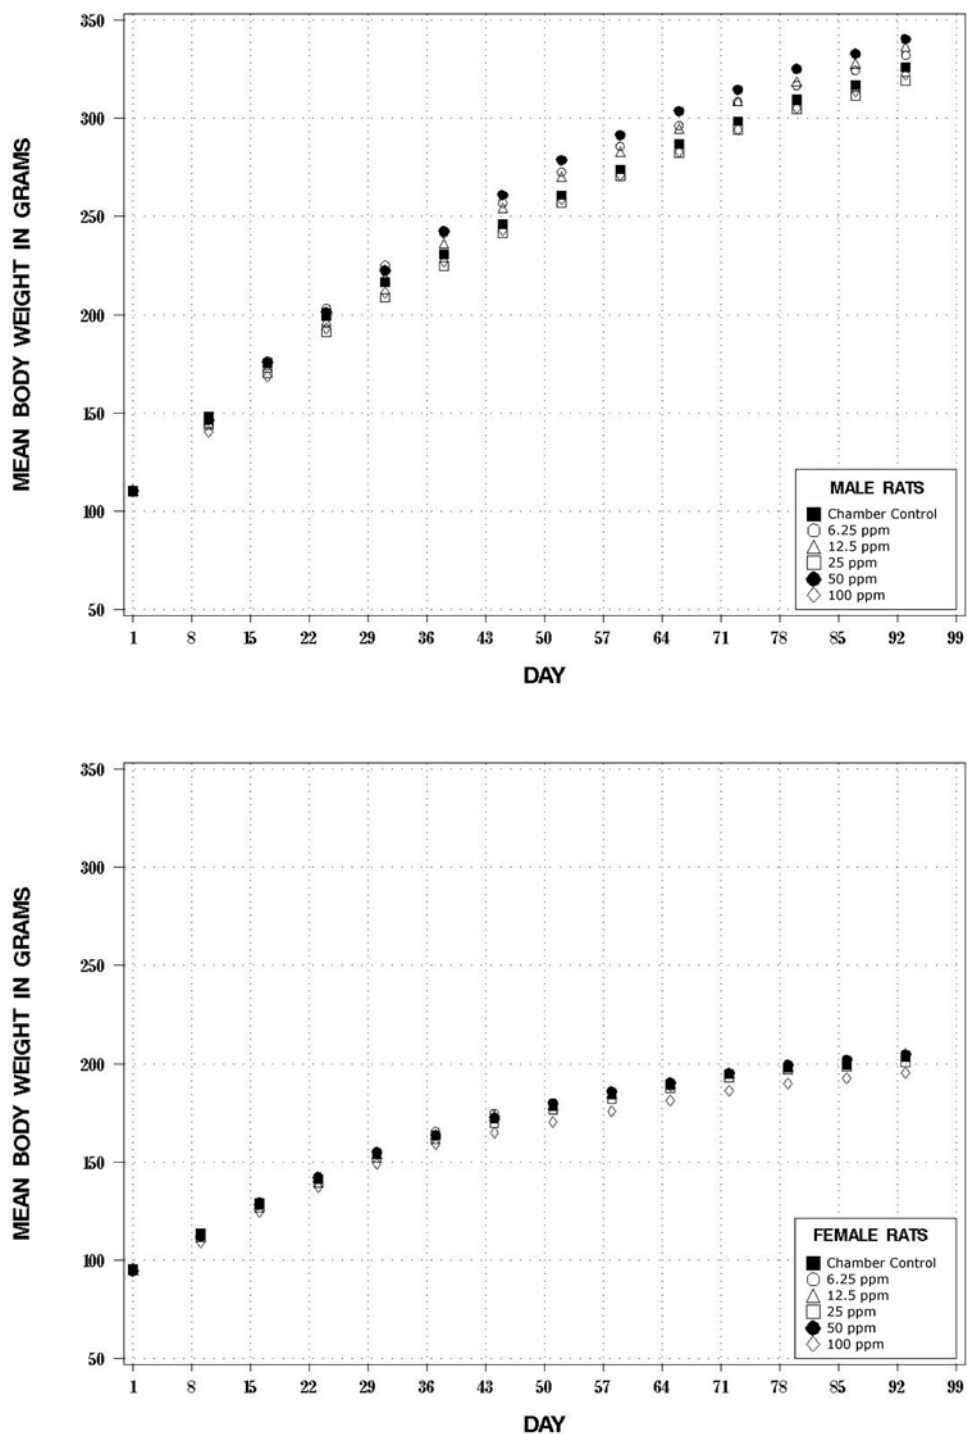 350
300
250
200
150
100
50
MEAN BODY WEIGHT IN GRAMS
MALE RATS
Chamber Control
6.25 ppm
12.5 ppm
25 ppm
50 ppm
100 ppm
1 8 15 22 29 36 43 50 57 64 71 78 85 92 99
DAY
350
300
250
200
150
100
50
MEAN BODY WEIGHT IN GRAMS
FEMALE RATS
Chamber Control
6.25 ppm
12.5 ppm
25 ppm
50 ppm
100 ppm
1 8 15 22 29 36 43 50 57 64 71 78 85 92 99
DAY